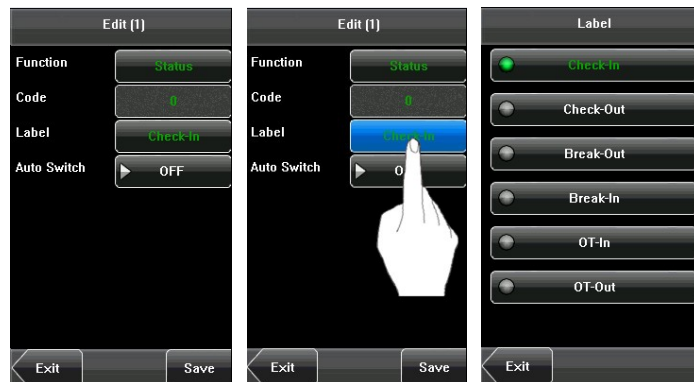 Edit (1)
Function
Status
Code
0
Label
Check-In
Auto Switch
OFF
Exit
Save
Edit (1)
Function
Status
Code
0
Label
Check-In
Auto Switch
O
Exit
Save
Label
Check-In
Check-Out
Break-Out
Break-In
OT-In
OT-Out
Exit